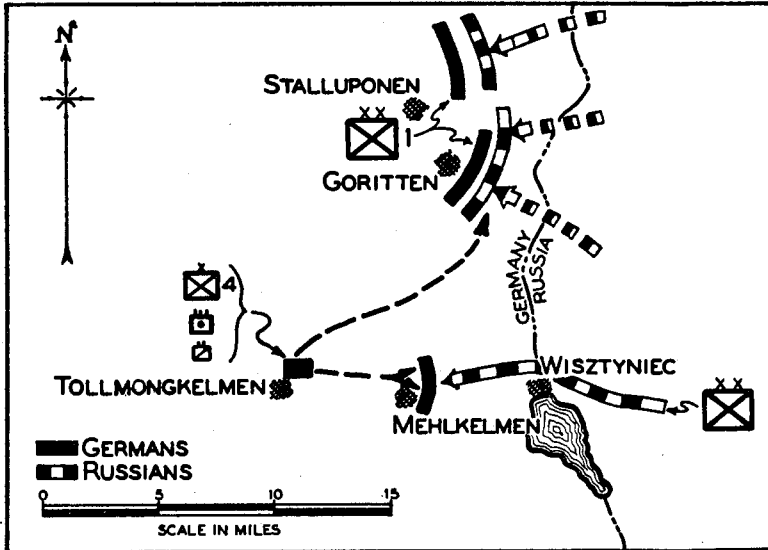 N
STALLUPONEN
XX
1
GORITTEN
GERMANY
RUSSIA
X
4
TOLLMONGKELMEN
WISZTYNIEC
XX
MEHLKELMEN
GERMANS
RUSSIANS
0 5 10 15
SCALE IN MILES